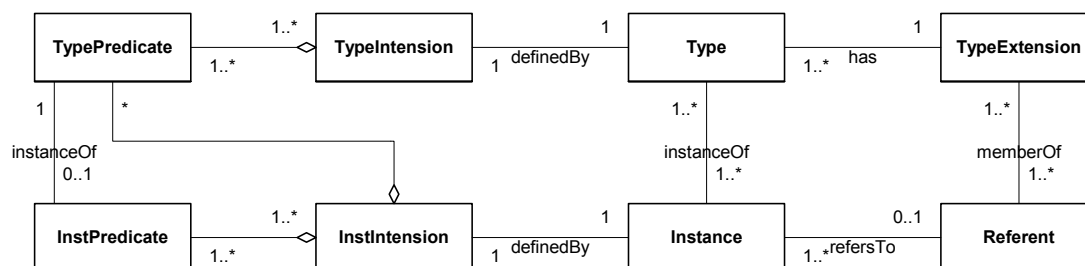 1..* 1 1
TypePredicate TypeIntension Type TypeExtension
1..* 1 definedBy 1..* has
1 * 1..* 1..*
instanceOf instanceOf memberOf
0..1 1..* 1..*
1..* 1 0..1
InstPredicate InstIntension Instance Referent
1..* 1 definedBy 1..* refersTo